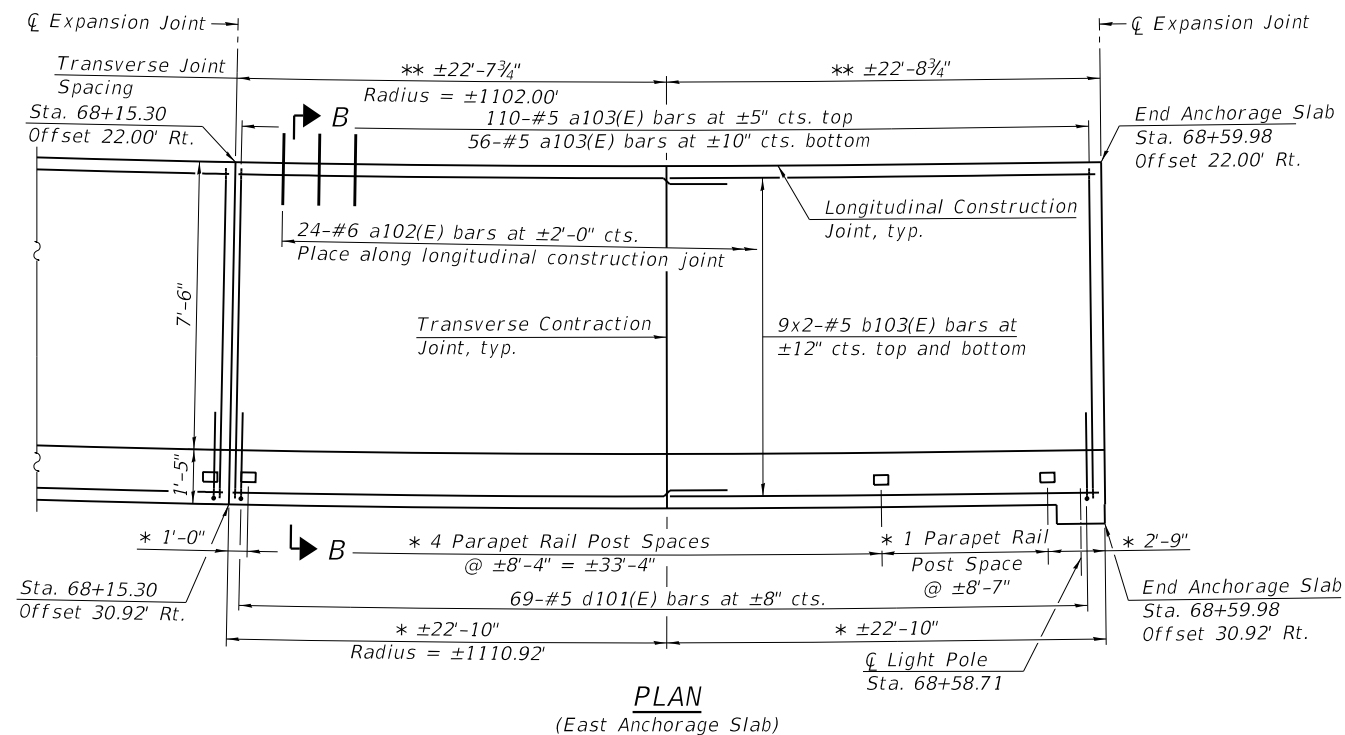 ℄ Expansion Joint
℄ Expansion Joint
Transverse Joint
Spacing
** ±22'-7¾"
** ±22'-8¾"
Radius = ±1102.00'
Sta. 68+15.30
Offset 22.00' Rt.
B
110-#5 a103(E) bars at ±5" cts. top
56-#5 a103(E) bars at ±10" cts. bottom
End Anchorage Slab
Sta. 68+59.98
Offset 22.00' Rt.
24-#6 a102(E) bars at ±2'-0" cts.
Place along longitudinal construction joint
Longitudinal Construction
Joint, typ.
7'-6"
Transverse Contraction
Joint, typ.
9x2-#5 b103(E) bars at
±12" cts. top and bottom
1'-5"
* 1'-0"
B
* 4 Parapet Rail Post Spaces
@ ±8'-4" = ±33'-4"
* 1 Parapet Rail
Post Space
@ ±8'-7"
* 2'-9"
Sta. 68+15.30
Offset 30.92' Rt.
69-#5 d101(E) bars at ±8" cts.
End Anchorage Slab
Sta. 68+59.98
Offset 30.92' Rt.
* ±22'-10"
* ±22'-10"
Radius = ±1110.92'
℄ Light Pole
Sta. 68+58.71
PLAN
(East Anchorage Slab)